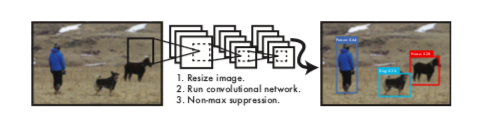 1. Resize image.
2. Run convolutional network.
3. Non-max suppression.